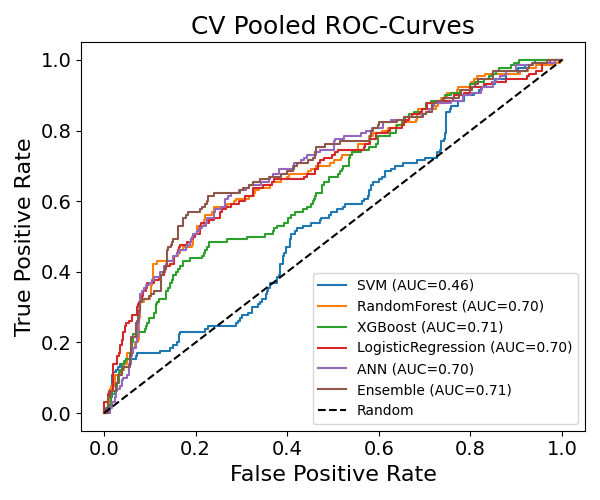 CV Pooled ROC-Curves
True Positive Rate
1.0
0.8
0.6
0.4
0.2
0.0
SVM (AUC=0.46)
RandomForest (AUC=0.70)
XGBoost (AUC=0.71)
LogisticRegression (AUC=0.70)
ANN (AUC=0.70)
Ensemble (AUC=0.71)
Random
0.0 0.2 0.4 0.6 0.8 1.0
False Positive Rate